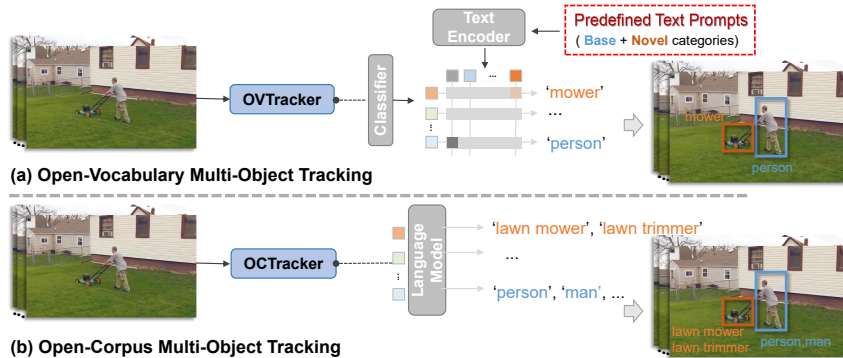 Text
Encoder
Predefined Text Prompts
( Base + Novel categories)
OVTracker
Classifier
...
'mower'
...
'person'
mower
person
(a) Open-Vocabulary Multi-Object Tracking
OCTracker
Language
Model
'lawn mower', 'lawn trimmer'
...
'person', 'man', ...
lawn mower
lawn trimmer
person,man
(b) Open-Corpus Multi-Object Tracking